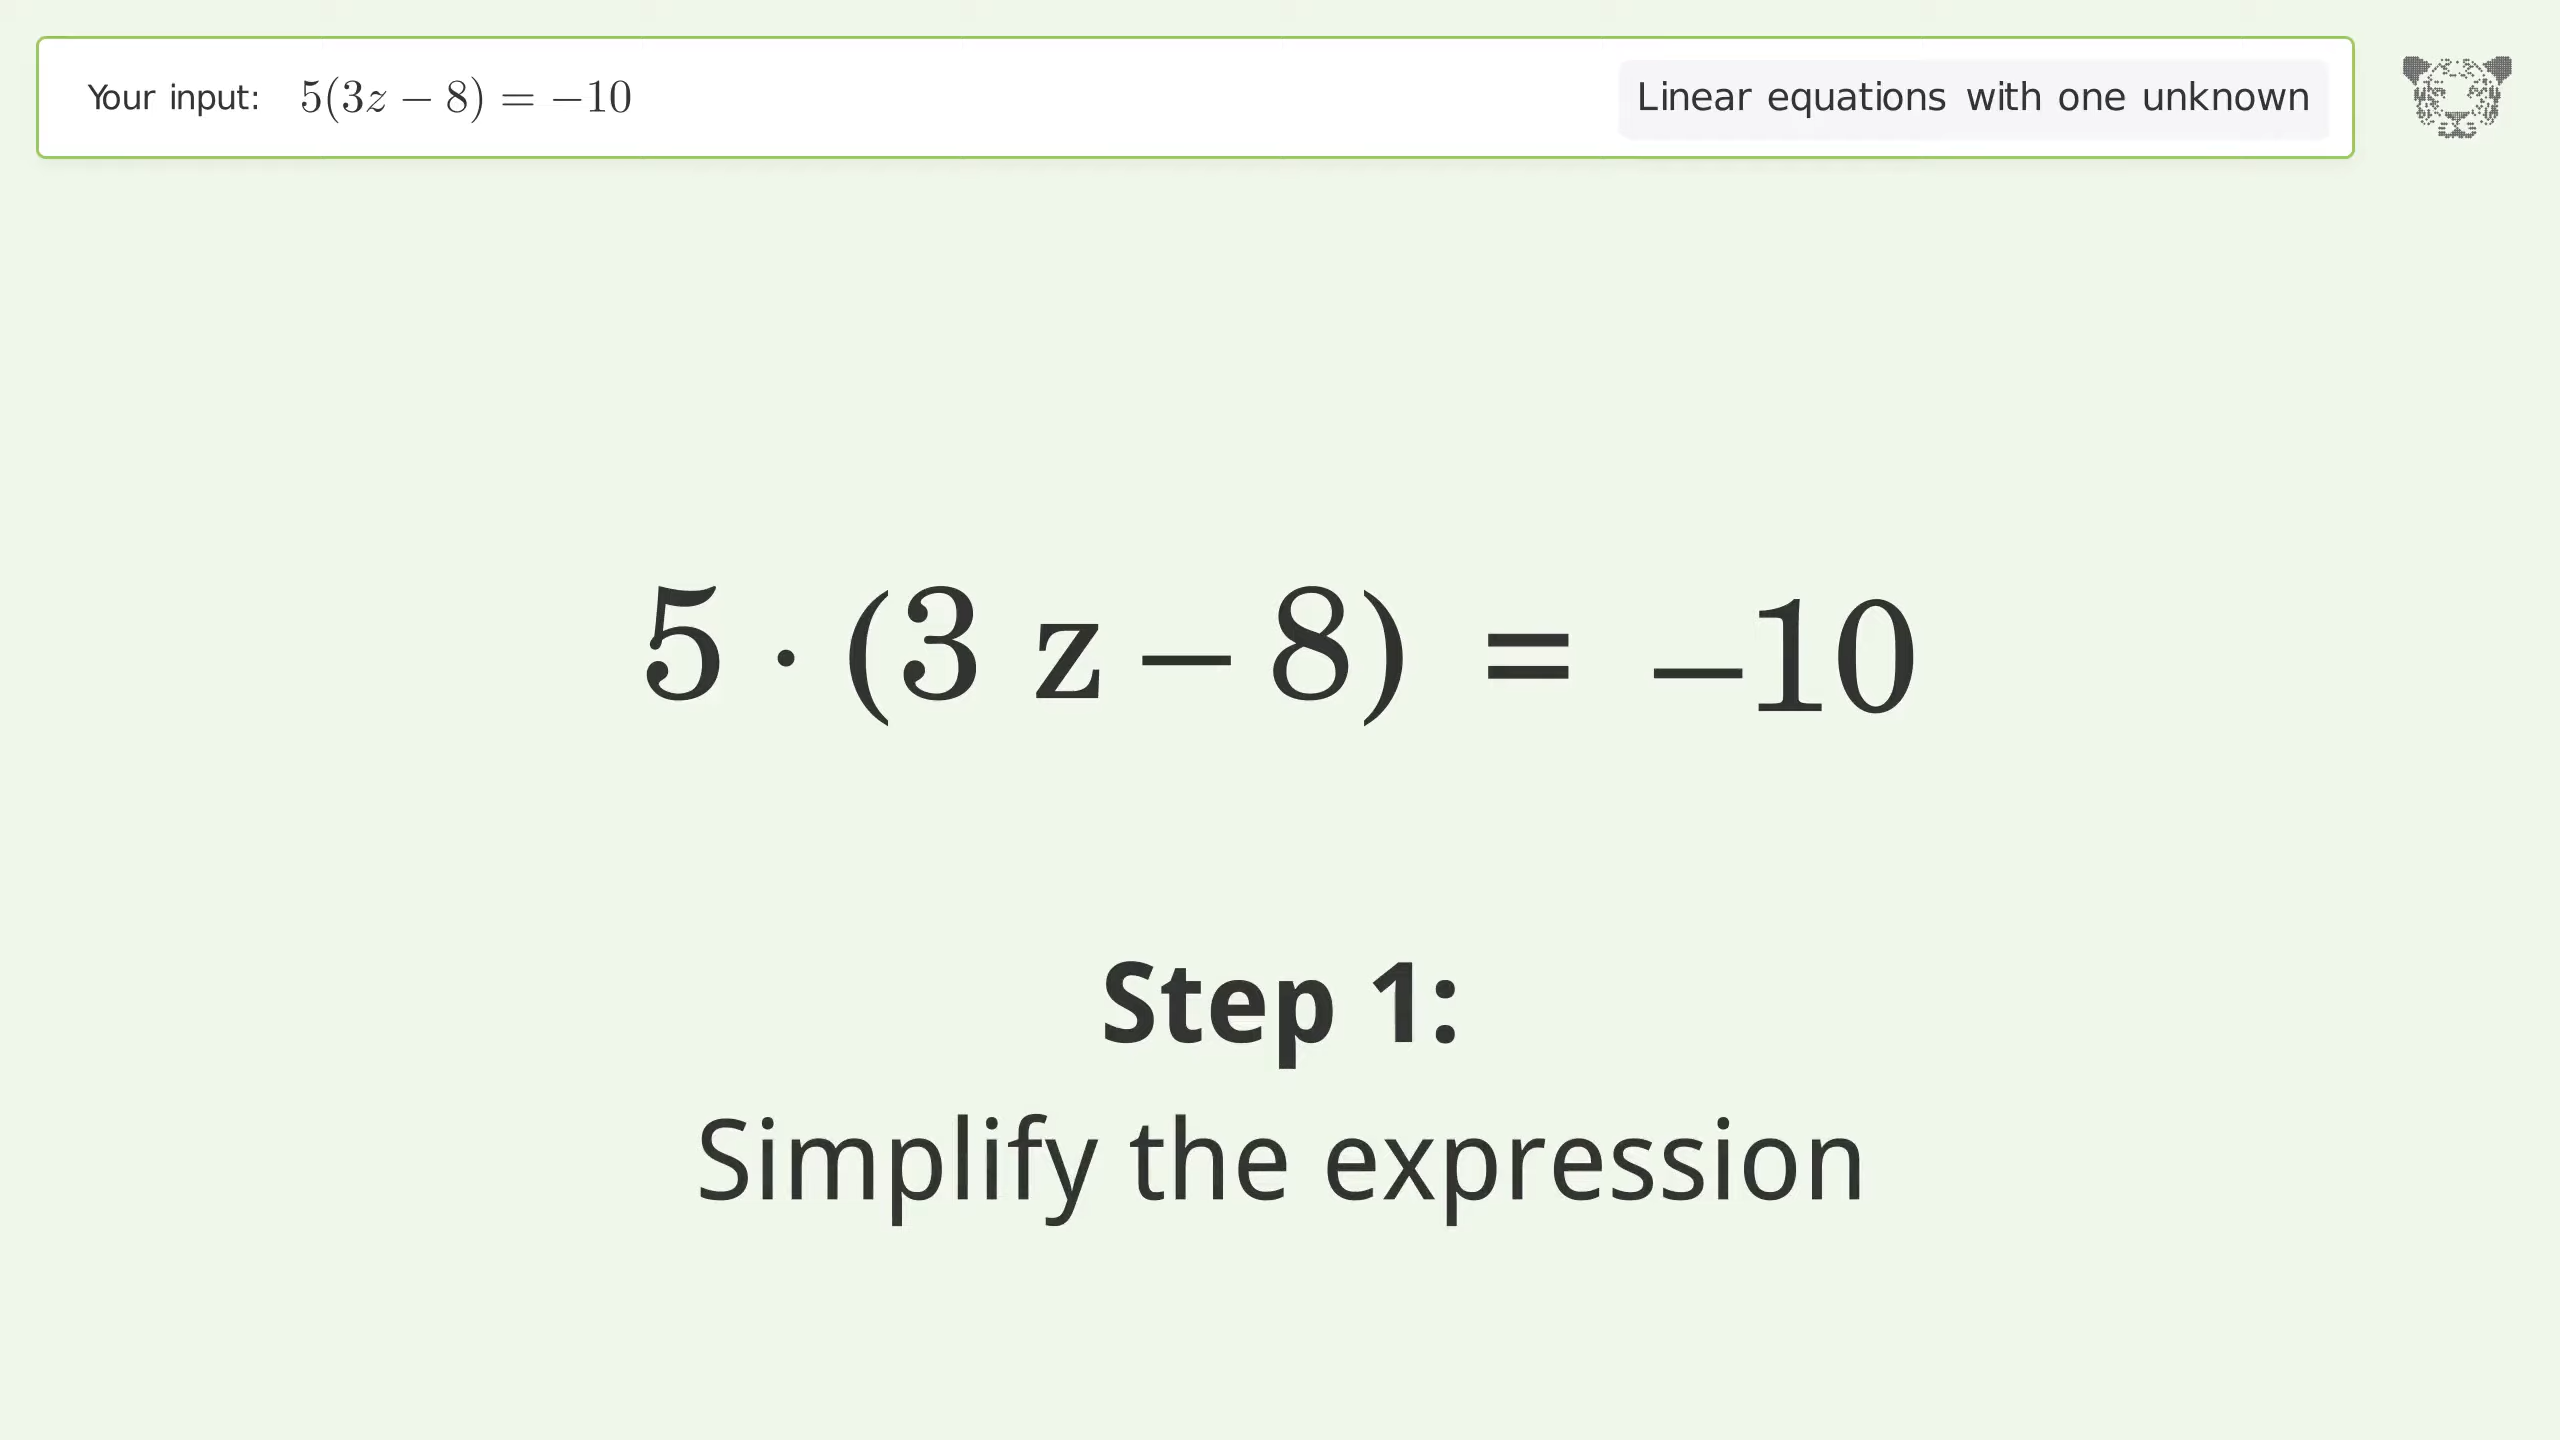 Your input: 5(3z − 8) = −10
Linear equations with one unknown
5 · (3 z − 8) = −10
Step 1:
Simplify the expression